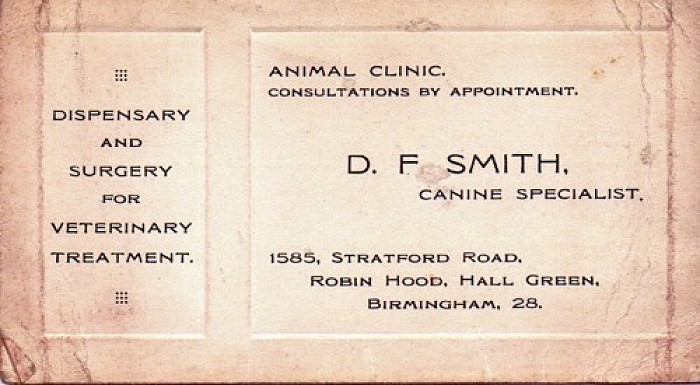 DISPENSARY
AND
SURGERY
FOR
VETERINARY
TREATMENT.
ANIMAL CLINIC.
CONSULTATIONS BY APPOINTMENT.
D. F. SMITH,
CANINE SPECIALIST,
1585, STRATFORD ROAD,
ROBIN HOOD, HALL GREEN,
BIRMINGHAM, 28.